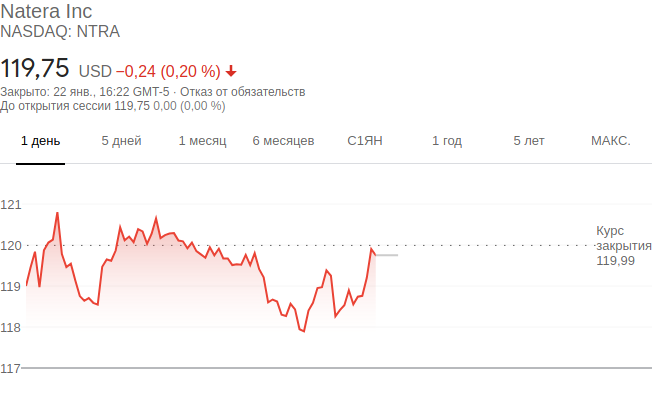 Natera Inc
NASDAQ: NTRA
119,75 USD −0,24 (0,20 %)
Закрыто: 22 янв., 16:22 GMT-5 · Отказ от обязательств
До открытия сессии 119,75 0,00 (0,00 %)
1 день 5 дней 1 месяц 6 месяцев С1ЯН 1 год 5 лет МАКС.
121
120
119
118
117
Курс
закрытия
119,99